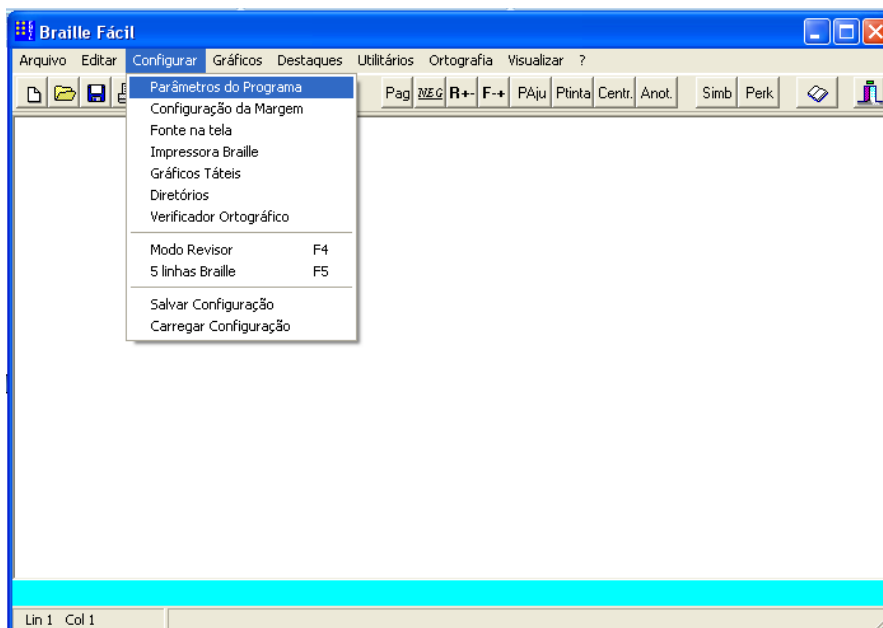 Braille Fácil
Arquivo Editar Configurar Gráficos Destaques Utilitários Ortografia Visualizar ?
Pag NEG R+- F-+ PAju Ptinta Centr. Anot. Simb Perk
Parâmetros do Programa
Configuração da Margem
Fonte na tela
Impressora Braille
Gráficos Táteis
Diretórios
Verificador Ortográfico
Modo Revisor F4
5 linhas Braille F5
Salvar Configuração
Carregar Configuração
Lin 1 Col 1